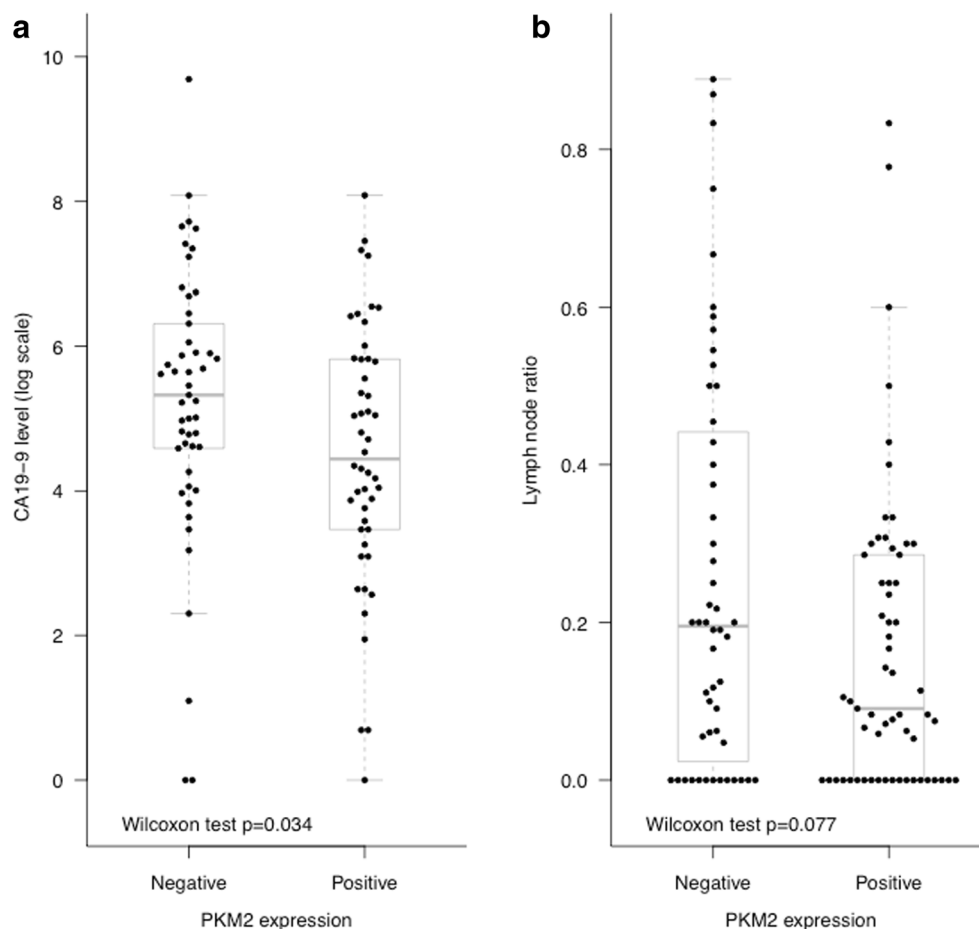 a
CA19-9 level (log scale)
10
8
6
4
2
0
Wilcoxon test p=0.034
Negative
Positive
PKM2 expression
b
Lymph node ratio
0.8
0.6
0.4
0.2
0.0
Wilcoxon test p=0.077
Negative
Positive
PKM2 expression